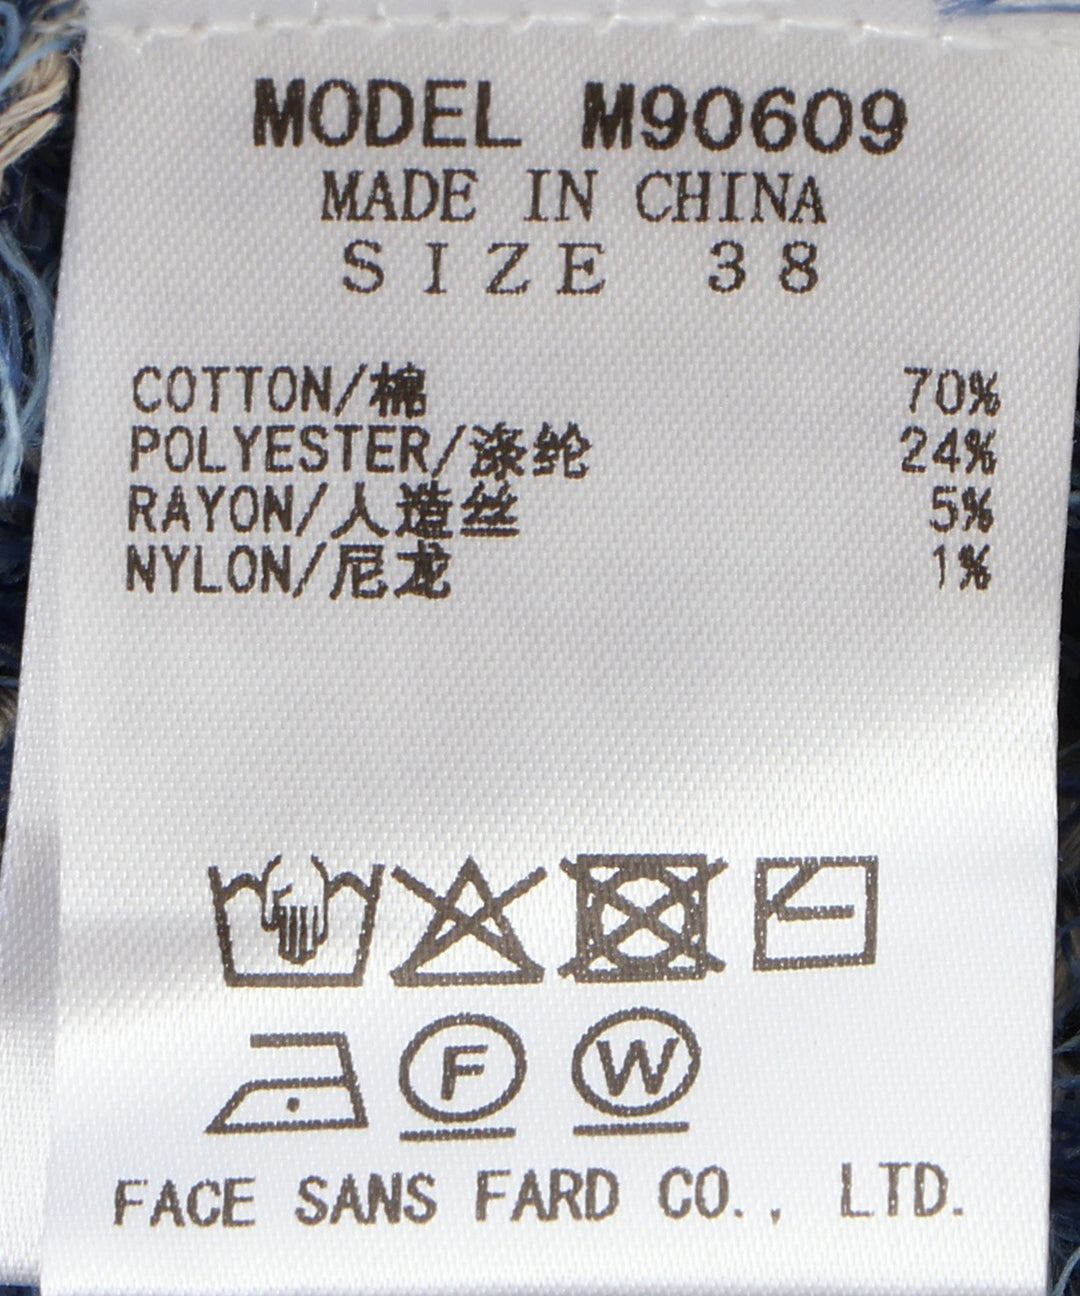 MODEL M90609
MADE IN CHINA
SIZE 38
COTTON/棉 70%
POLYESTER/涤纶 24%
RAYON/人造丝 5%
NYLON/尼龙 1%
F W
FACE SANS FARD CO., LTD.